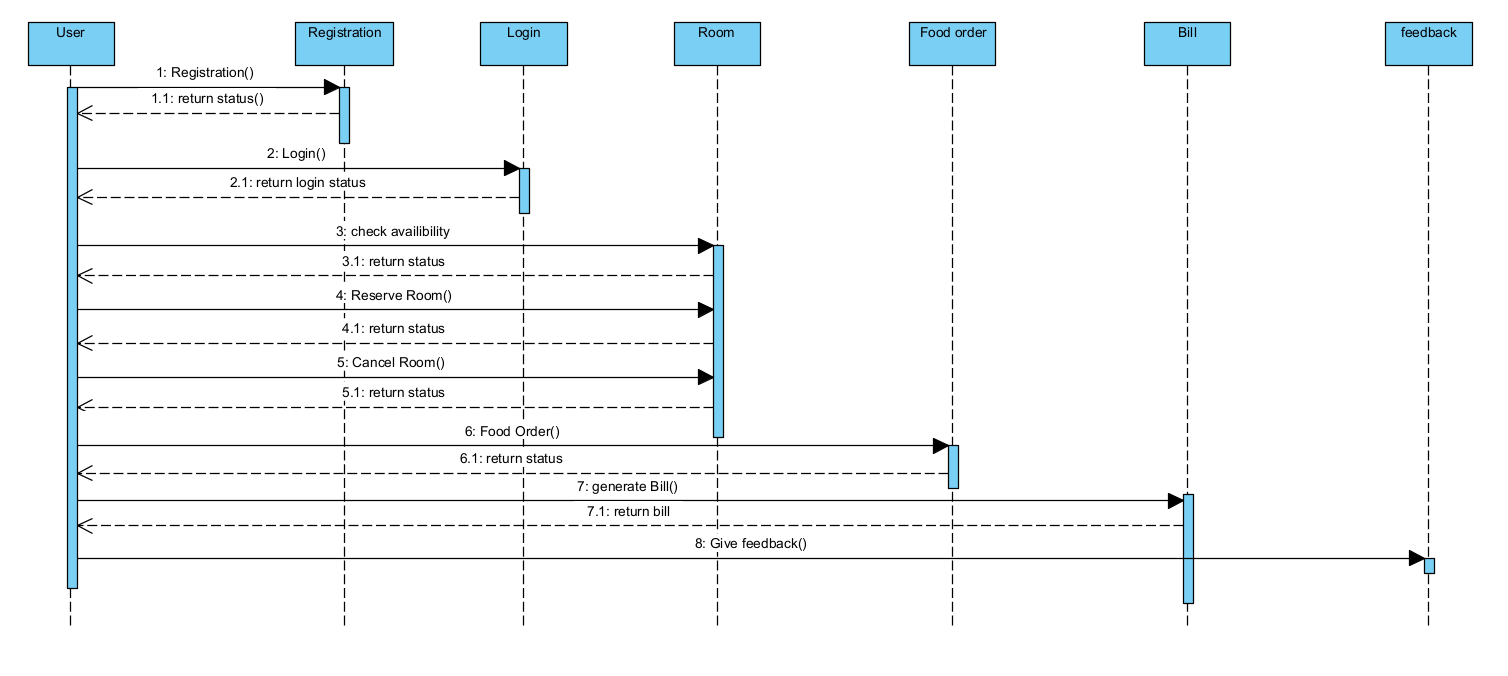 User
Registration
Login
Room
Food order
Bill
feedback
1: Registration()
1.1: return status()
2: Login()
2.1: return login status
3: check availibility
3.1: return status
4: Reserve Room()
4.1: return status
5: Cancel Room()
5.1: return status
6: Food Order()
6.1: return status
7: generate Bill()
7.1: return bill
8: Give feedback()